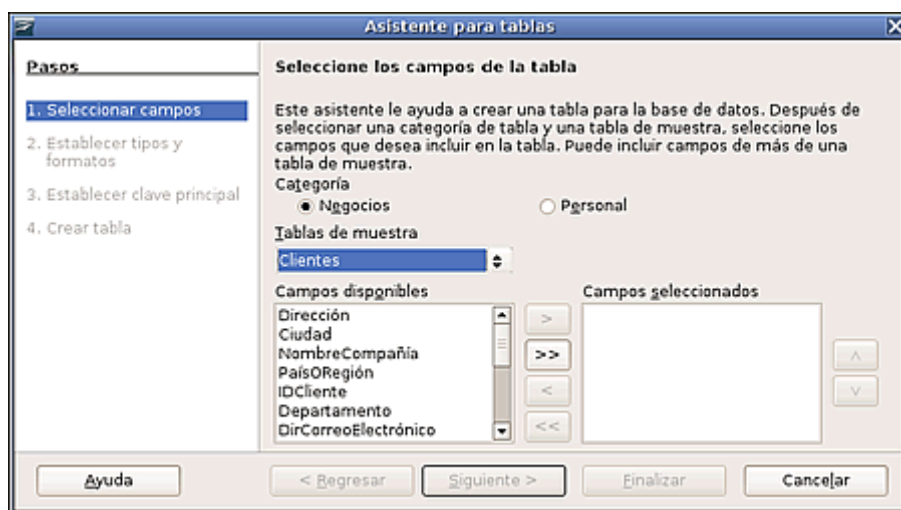 Asistente para tablas
Pasos
1. Seleccionar campos
2. Establecer tipos y
formatos
3. Establecer clave principal
4. Crear tabla
Seleccione los campos de la tabla
Este asistente le ayuda a crear una tabla para la base de datos. Después de
seleccionar una categoría de tabla y una tabla de muestra, seleccione los
campos que desea incluir en la tabla. Puede incluir campos de más de una
tabla de muestra.
Categoría
Negocios
Personal
Tablas de muestra
Clientes
Campos disponibles
Dirección
Ciudad
NombreCompañía
PaísORegión
IDCliente
Departamento
DirCorreoElectrónico
>
>>
<
<<
Campos seleccionados
Ayuda
< Regresar
Siguiente >
Finalizar
Cancelar